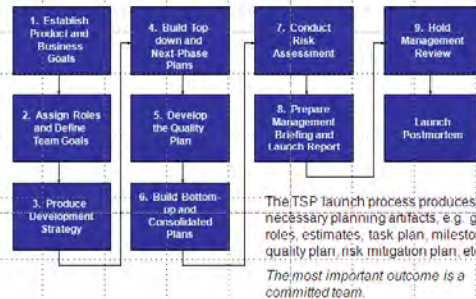 1. Establish
Product and
Business
Goals
2. Assign Roles
and Define
Team Goals
3. Produce
Development
Strategy
4. Build Top-
down and
Next-Phase
Plans
5. Develop
the Quality
Plan
6. Build Bottom-
up and
Consolidated
Plans
7. Conduct
Risk
Assessment
8. Prepare
Management
Briefing and
Launch Report
9. Hold
Management
Review
Launch
Postmortem
The TSP launch process produces
necessary planning artifacts, e.g. g
roles, estimates, task plan, milesto
quality plan, risk mitigation plan, et
The most important outcome is a
committed team.